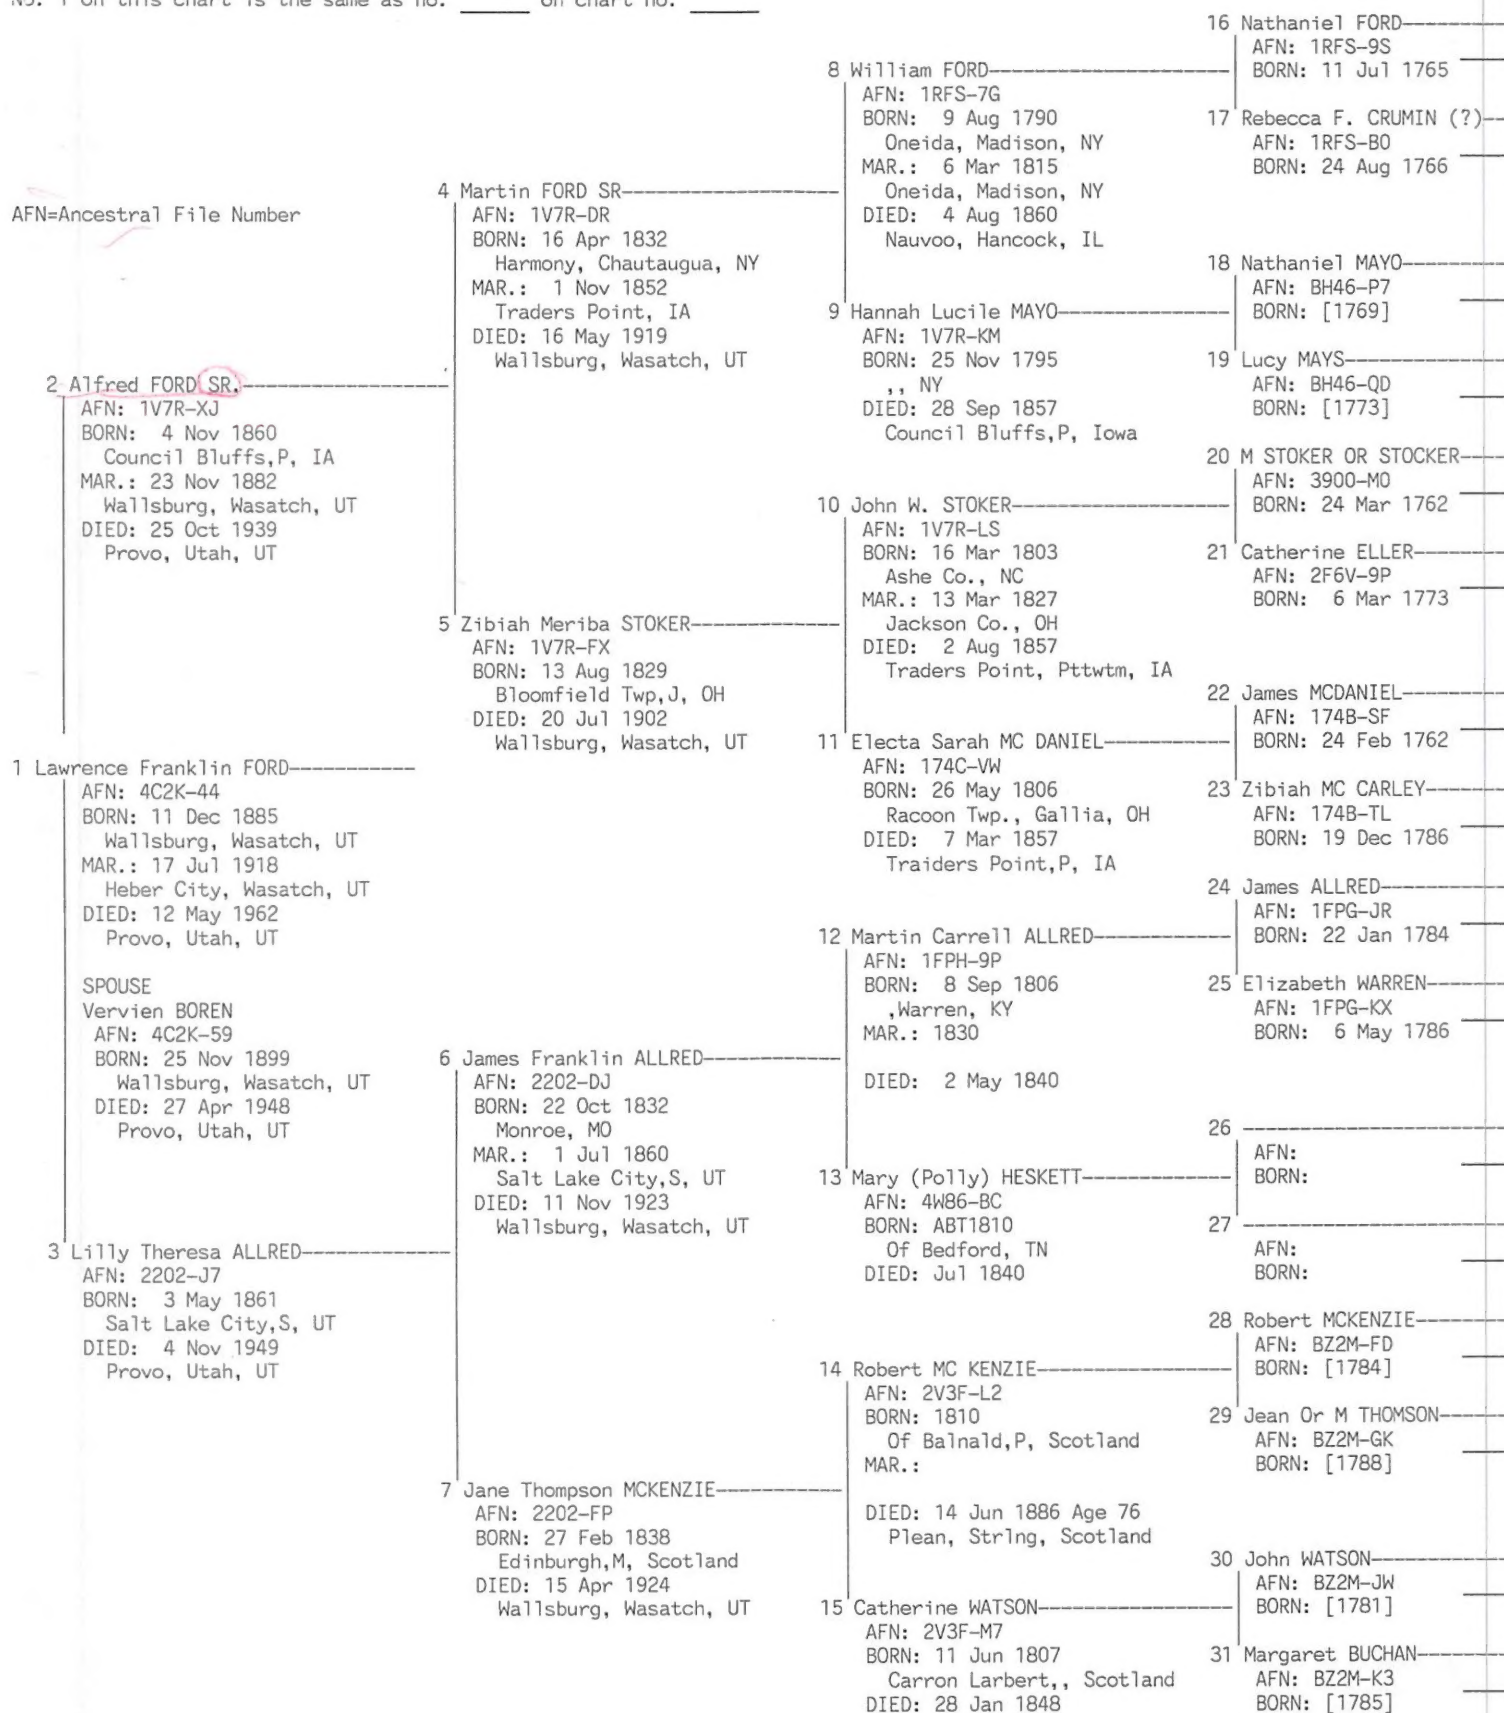 No. 1 on this chart is the same as no. ______ on chart no. ______
AFN=Ancestral File Number
1 Lawrence Franklin FORD
AFN: 4C2K-44
BORN: 11 Dec 1885
Wallsburg, Wasatch, UT
MAR.: 17 Jul 1918
Heber City, Wasatch, UT
DIED: 12 May 1962
Provo, Utah, UT
SPOUSE
Vervien BOREN
AFN: 4C2K-59
BORN: 25 Nov 1899
Wallsburg, Wasatch, UT
DIED: 27 Apr 1948
Provo, Utah, UT
2 Alfred FORD SR.
AFN: 1V7R-XJ
BORN: 4 Nov 1860
Council Bluffs,P, IA
MAR.: 23 Nov 1882
Wallsburg, Wasatch, UT
DIED: 25 Oct 1939
Provo, Utah, UT
3 Lilly Theresa ALLRED
AFN: 2202-J7
BORN: 3 May 1861
Salt Lake City,S, UT
DIED: 4 Nov 1949
Provo, Utah, UT
4 Martin FORD SR
AFN: 1V7R-DR
BORN: 16 Apr 1832
Harmony, Chautaugua, NY
MAR.: 1 Nov 1852
Traders Point, IA
DIED: 16 May 1919
Wallsburg, Wasatch, UT
5 Zibiah Meriba STOKER
AFN: 1V7R-FX
BORN: 13 Aug 1829
Bloomfield Twp,J, OH
DIED: 20 Jul 1902
Wallsburg, Wasatch, UT
6 James Franklin ALLRED
AFN: 2202-DJ
BORN: 22 Oct 1832
Monroe, MO
MAR.: 1 Jul 1860
Salt Lake City,S, UT
DIED: 11 Nov 1923
Wallsburg, Wasatch, UT
7 Jane Thompson MCKENZIE
AFN: 2202-FP
BORN: 27 Feb 1838
Edinburgh,M, Scotland
DIED: 15 Apr 1924
Wallsburg, Wasatch, UT
8 William FORD
AFN: 1RFS-7G
BORN: 9 Aug 1790
Oneida, Madison, NY
MAR.: 6 Mar 1815
Oneida, Madison, NY
DIED: 4 Aug 1860
Nauvoo, Hancock, IL
9 Hannah Lucile MAYO
AFN: 1V7R-KM
BORN: 25 Nov 1795
,, NY
DIED: 28 Sep 1857
Council Bluffs,P, Iowa
10 John W. STOKER
AFN: 1V7R-LS
BORN: 16 Mar 1803
Ashe Co., NC
MAR.: 13 Mar 1827
Jackson Co., OH
DIED: 2 Aug 1857
Traders Point, Pttwtm, IA
11 Electa Sarah MC DANIEL
AFN: 174C-VW
BORN: 26 May 1806
Racoon Twp., Gallia, OH
DIED: 7 Mar 1857
Traiders Point,P, IA
12 Martin Carrell ALLRED
AFN: 1FPH-9P
BORN: 8 Sep 1806
,Warren, KY
MAR.: 1830
DIED: 2 May 1840
13 Mary (Polly) HESKETT
AFN: 4W86-BC
BORN: ABT1810
Of Bedford, TN
DIED: Jul 1840
14 Robert MC KENZIE
AFN: 2V3F-L2
BORN: 1810
Of Balnald,P, Scotland
MAR.:
DIED: 14 Jun 1886 Age 76
Plean, Strlng, Scotland
15 Catherine WATSON
AFN: 2V3F-M7
BORN: 11 Jun 1807
Carron Larbert,, Scotland
DIED: 28 Jan 1848
16 Nathaniel FORD
AFN: 1RFS-9S
BORN: 11 Jul 1765
17 Rebecca F. CRUMIN (?)
AFN: 1RFS-B0
BORN: 24 Aug 1766
18 Nathaniel MAYO
AFN: BH46-P7
BORN: [1769]
19 Lucy MAYS
AFN: BH46-QD
BORN: [1773]
20 M STOKER OR STOCKER
AFN: 3900-M0
BORN: 24 Mar 1762
21 Catherine ELLER
AFN: 2F6V-9P
BORN: 6 Mar 1773
22 James MCDANIEL
AFN: 174B-SF
BORN: 24 Feb 1762
23 Zibiah MC CARLEY
AFN: 174B-TL
BORN: 19 Dec 1786
24 James ALLRED
AFN: 1FPG-JR
BORN: 22 Jan 1784
25 Elizabeth WARREN
AFN: 1FPG-KX
BORN: 6 May 1786
26
AFN:
BORN:
27
AFN:
BORN:
28 Robert MCKENZIE
AFN: BZ2M-FD
BORN: [1784]
29 Jean Or M THOMSON
AFN: BZ2M-GK
BORN: [1788]
30 John WATSON
AFN: BZ2M-JW
BORN: [1781]
31 Margaret BUCHAN
AFN: BZ2M-K3
BORN: [1785]